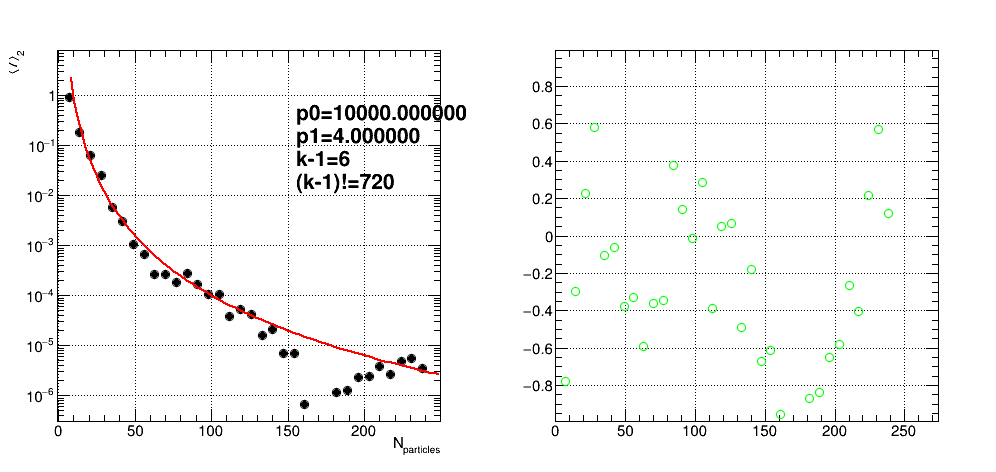 ⟨r⟩₂
1
10⁻¹
10⁻²
10⁻³
10⁻⁴
10⁻⁵
10⁻⁶
0 50 100 150 200
N_particles
p0=10000.000000
p1=4.000000
k-1=6
(k-1)!=720
0.8
0.6
0.4
0.2
0
−0.2
−0.4
−0.6
−0.8
0 50 100 150 200 250